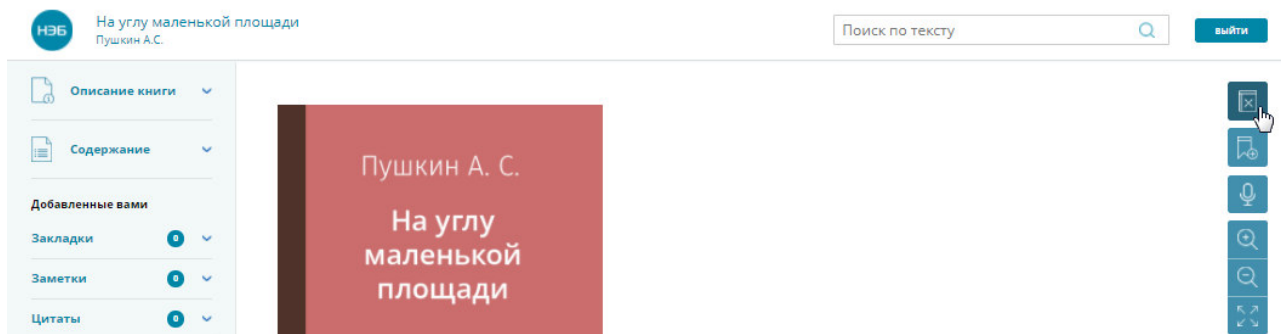 НЭБ
На углу маленькой площади
Пушкин А.С.
Поиск по тексту
выйти
Описание книги
Содержание
Добавленные вами
Закладки 0
Заметки 0
Цитаты 0
Пушкин А. С.
На углу
маленькой
площади